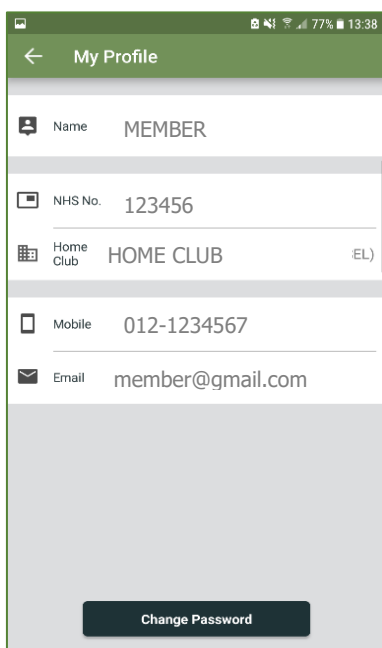 77% 13:38
My Profile
Name MEMBER
NHS No. 123456
Home Club HOME CLUB EL)
Mobile 012-1234567
Email member@gmail.com
Change Password